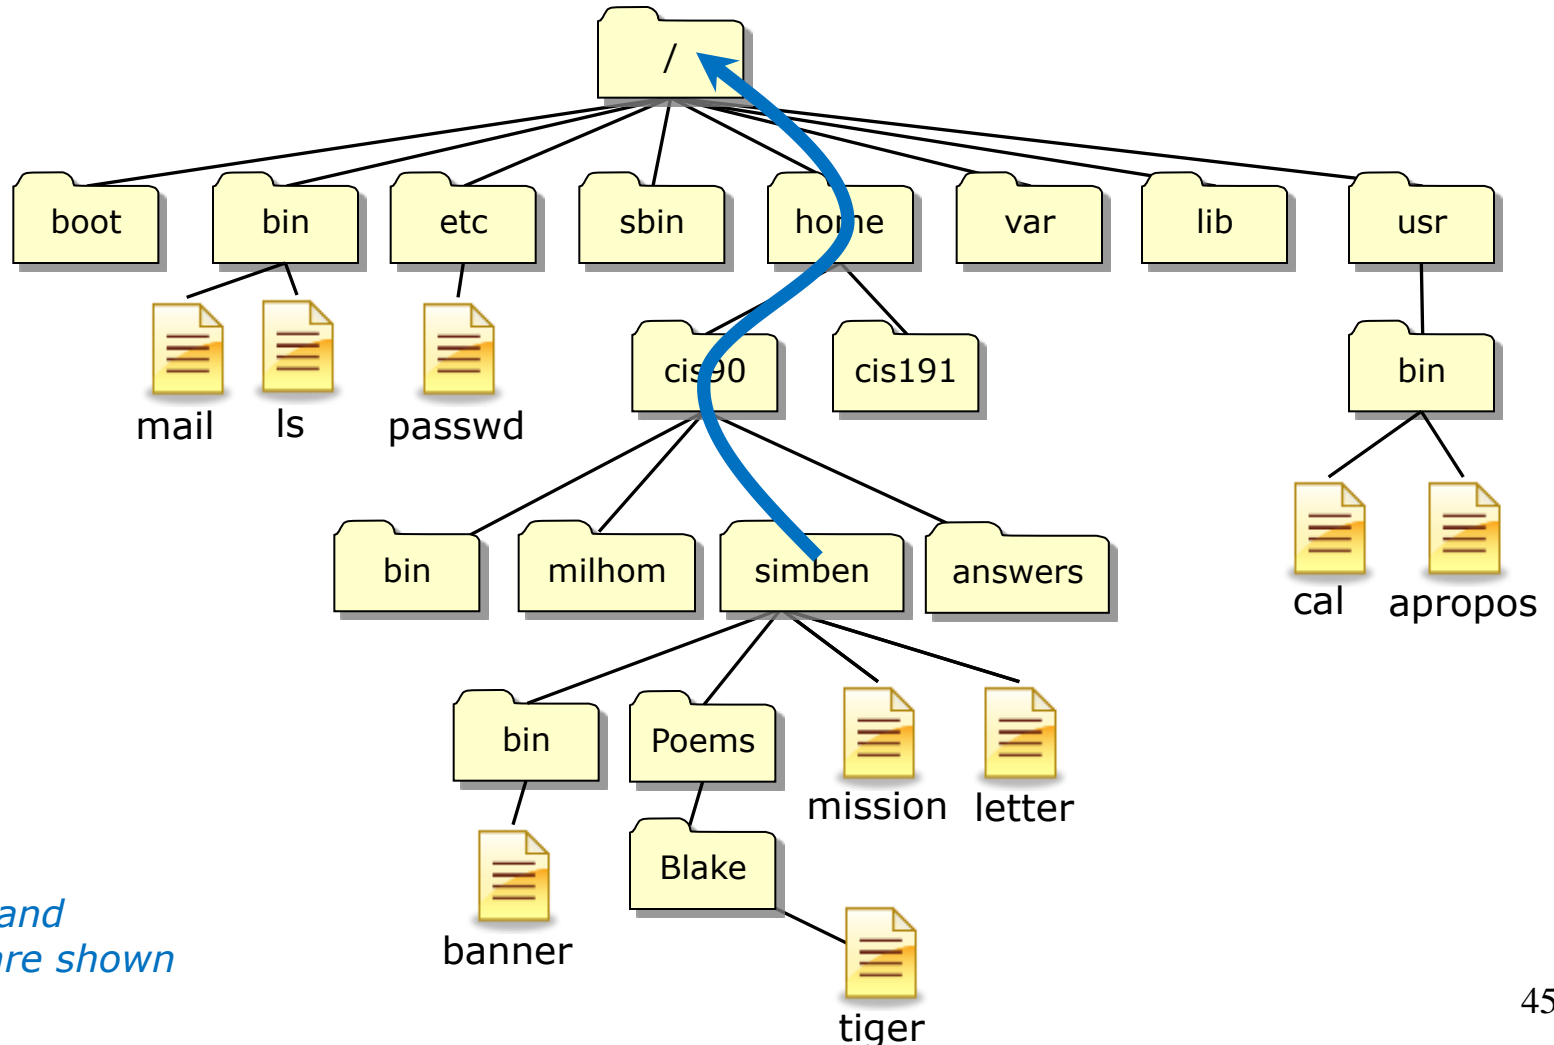 /
boot bin etc sbin home var lib usr
mail ls passwd cis90 cis191 bin
bin milhom simben answers cal apropos
bin Poems mission letter
banner Blake
tiger
and
are shown
45